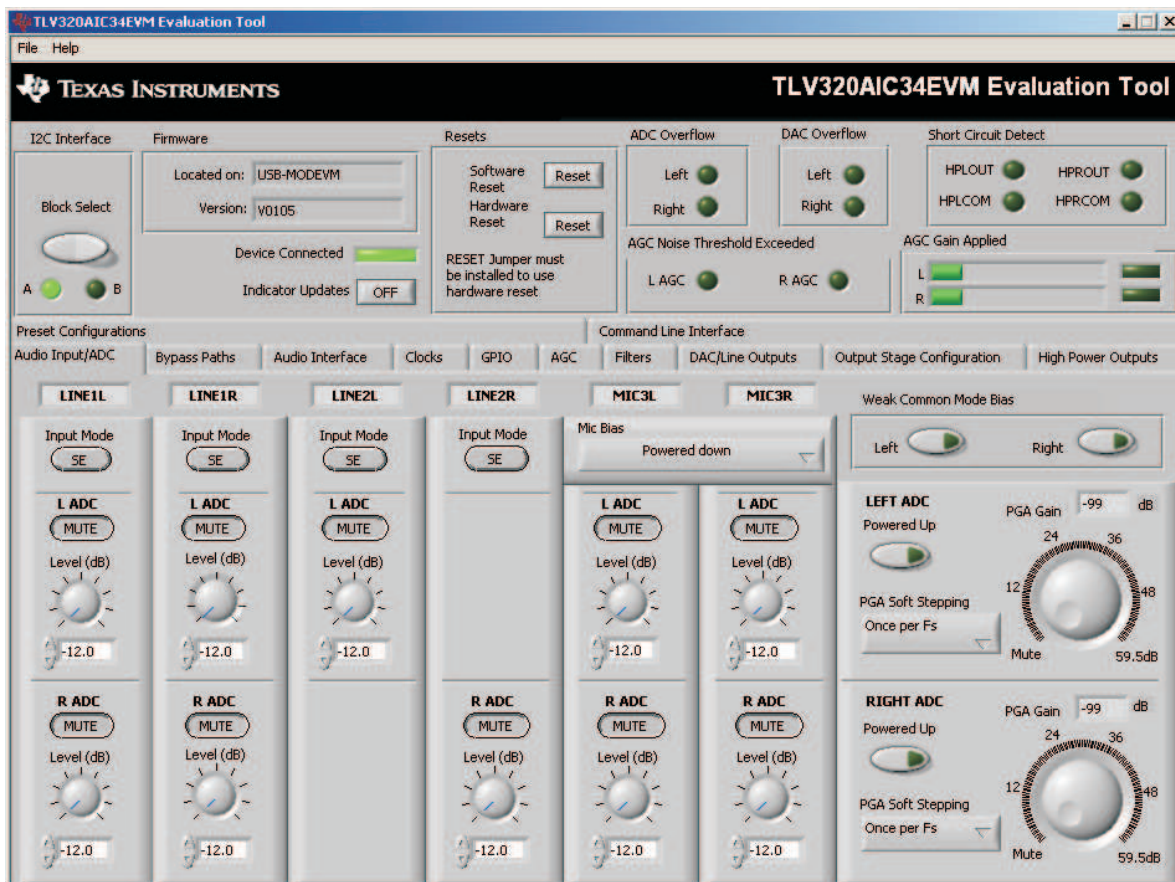 TLV320AIC34EVM Evaluation Tool
File Help
TEXAS INSTRUMENTS
TLV320AIC34EVM Evaluation Tool
I2C Interface
Block Select
A B
Firmware
Located on: USB-MODEVM
Version: V0105
Device Connected
Indicator Updates OFF
Resets
Software Reset Reset
Hardware Reset Reset
RESET Jumper must
be installed to use
hardware reset
ADC Overflow
Left
Right
DAC Overflow
Left
Right
Short Circuit Detect
HPLOUT HPROUT
HPLCOM HPRCOM
AGC Noise Threshold Exceeded
L AGC R AGC
AGC Gain Applied
L
R
Preset Configurations Command Line Interface
Audio Input/ADC Bypass Paths Audio Interface Clocks GPIO AGC Filters DAC/Line Outputs Output Stage Configuration High Power Outputs
LINE1L LINE1R LINE2L LINE2R MIC3L MIC3R
Input Mode Input Mode Input Mode Input Mode
SE SE SE SE
Mic Bias
Powered down
L ADC L ADC L ADC L ADC L ADC
MUTE MUTE MUTE MUTE MUTE
Level (dB) Level (dB) Level (dB) Level (dB) Level (dB)
-12.0 -12.0 -12.0 -12.0 -12.0
R ADC R ADC R ADC R ADC R ADC
MUTE MUTE MUTE MUTE MUTE
Level (dB) Level (dB) Level (dB) Level (dB) Level (dB)
-12.0 -12.0 -12.0 -12.0 -12.0
Weak Common Mode Bias
Left Right
LEFT ADC
Powered Up
PGA Soft Stepping
Once per Fs
PGA Gain -99 dB
24 36
12 48
Mute 59.5dB
RIGHT ADC
Powered Up
PGA Soft Stepping
Once per Fs
PGA Gain -99 dB
24 36
12 48
Mute 59.5dB